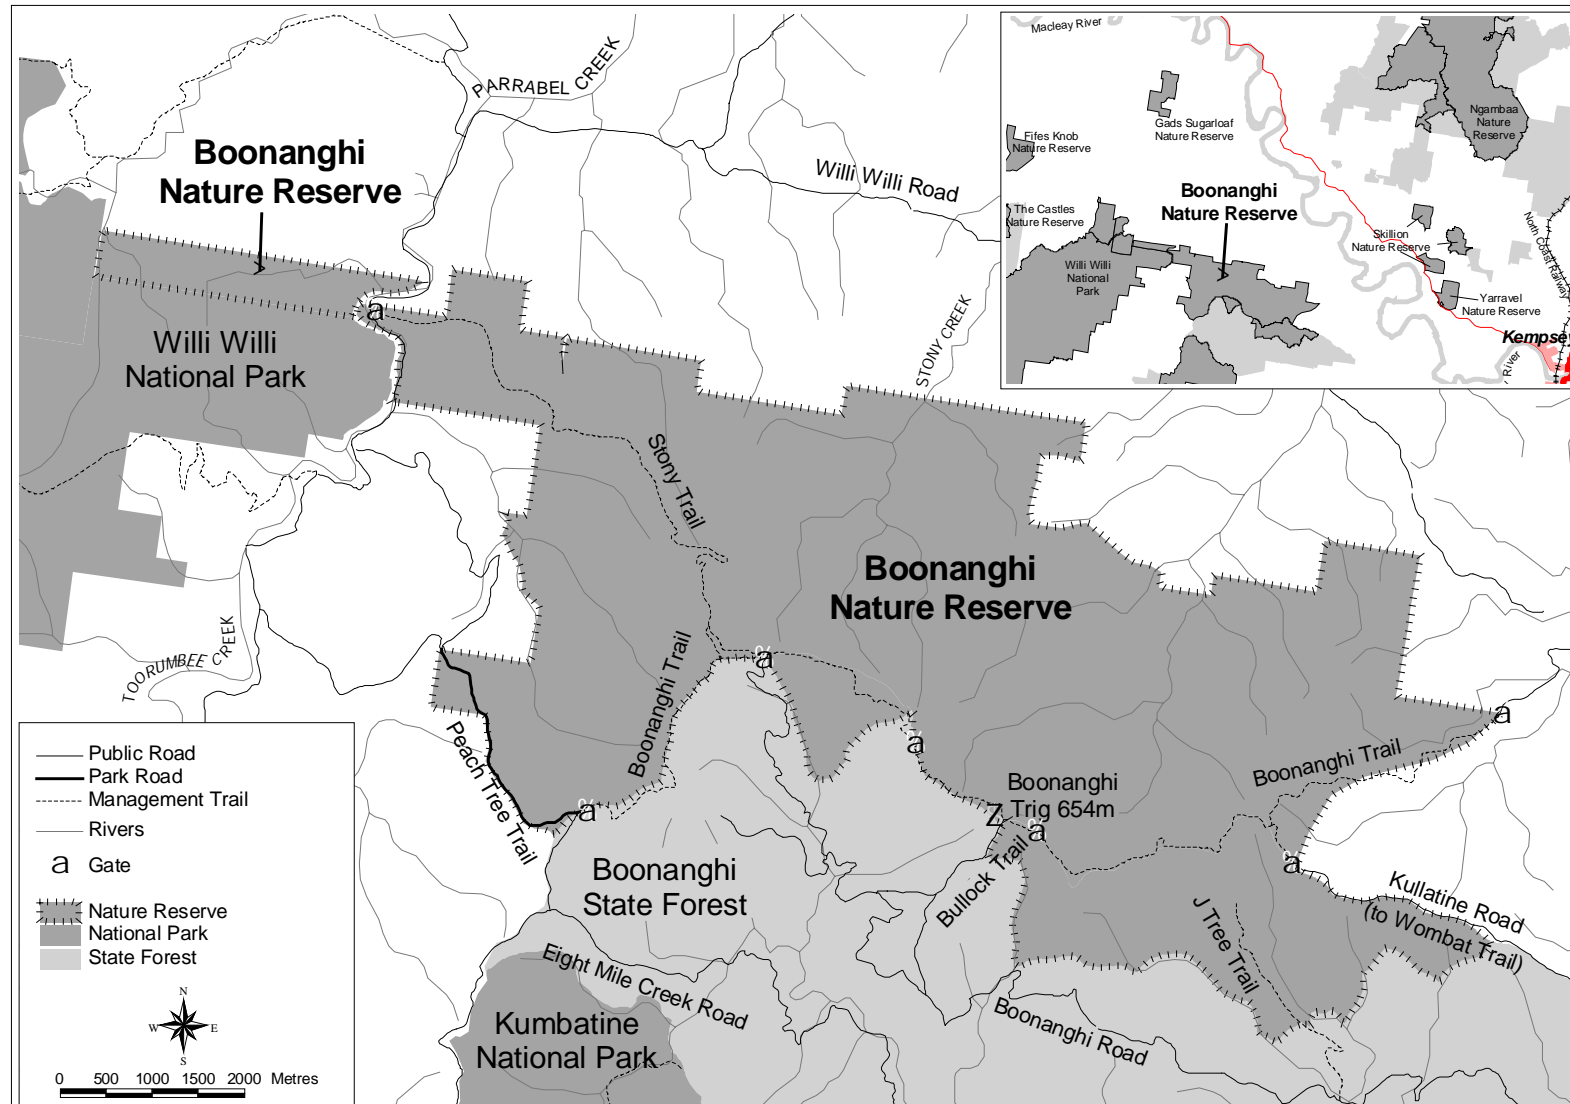 PARRABEL CREEK
Boonanghi
Nature Reserve
Willi Willi Road
Willi Willi
National Park
STONY CREEK
Stony Trail
Boonanghi
Nature Reserve
TOORUMBEE CREEK
Boonanghi Trail
Peach Tree Trail
Boonanghi
Trig 654m
Z
Boonanghi Trail
Bullock Trail
Boonanghi
State Forest
J Tree Trail
Kullatine Road
(to Wombat Trail)
Eight Mile Creek Road
Boonanghi Road
Kumbatine
National Park
a
a
a
a
a
a
a
Macleay River
Gads Sugarloaf
Nature Reserve
Ngambaa
Nature
Reserve
Fifes Knob
Nature Reserve
Boonanghi
Nature Reserve
The Castles
Nature Reserve
Willi Willi
National
Park
Skillion
Nature Reserve
North Coast Railway
Yarravel
Nature Reserve
Kempsey
River
Public Road
Park Road
Management Trail
Rivers
a Gate
Nature Reserve
National Park
State Forest
N
W E
S
0 500 1000 1500 2000 Metres